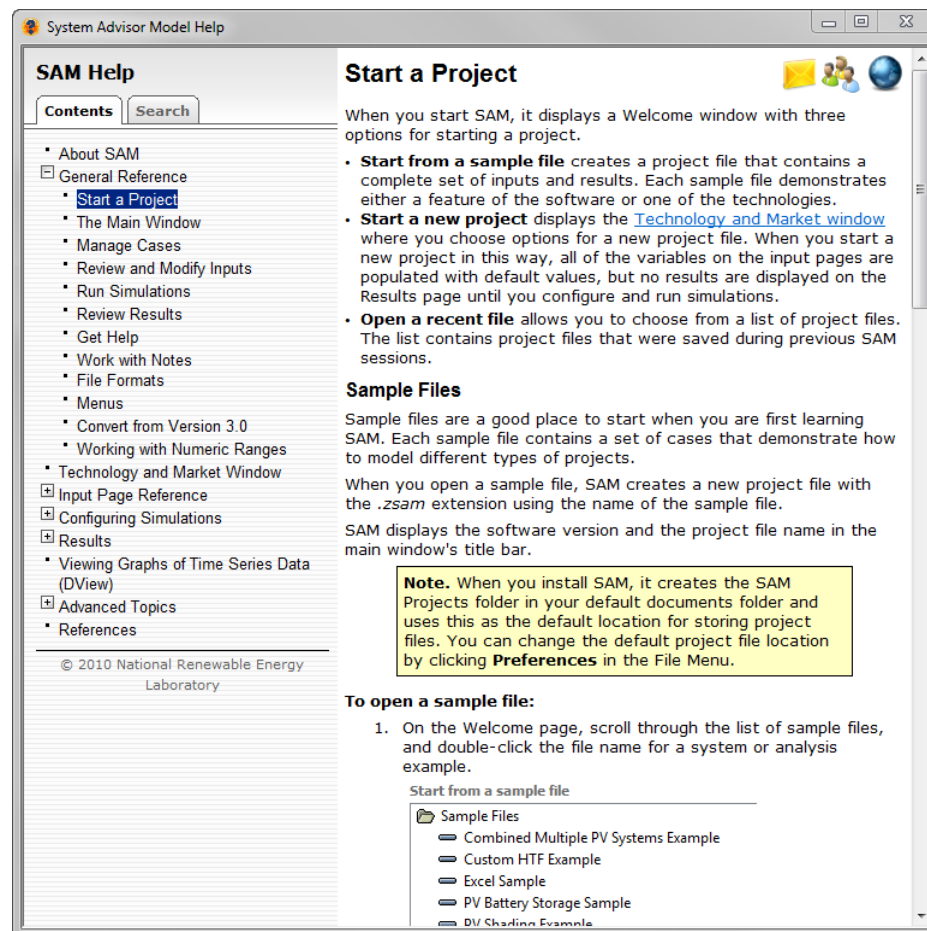 System Advisor Model Help
SAM Help
Contents
Search
About SAM
General Reference
Start a Project
The Main Window
Manage Cases
Review and Modify Inputs
Run Simulations
Review Results
Get Help
Work with Notes
File Formats
Menus
Convert from Version 3.0
Working with Numeric Ranges
Technology and Market Window
Input Page Reference
Configuring Simulations
Results
Viewing Graphs of Time Series Data
(DView)
Advanced Topics
References
© 2010 National Renewable Energy
Laboratory
Start a Project
When you start SAM, it displays a Welcome window with three
options for starting a project.
• Start from a sample file creates a project file that contains a
complete set of inputs and results. Each sample file demonstrates
either a feature of the software or one of the technologies.
• Start a new project displays the Technology and Market window
where you choose options for a new project file. When you start a
new project in this way, all of the variables on the input pages are
populated with default values, but no results are displayed on the
Results page until you configure and run simulations.
• Open a recent file allows you to choose from a list of project files.
The list contains project files that were saved during previous SAM
sessions.
Sample Files
Sample files are a good place to start when you are first learning
SAM. Each sample file contains a set of cases that demonstrate how
to model different types of projects.
When you open a sample file, SAM creates a new project file with
the .zsam extension using the name of the sample file.
SAM displays the software version and the project file name in the
main window's title bar.
Note. When you install SAM, it creates the SAM
Projects folder in your default documents folder and
uses this as the default location for storing project
files. You can change the default project file location
by clicking Preferences in the File Menu.
To open a sample file:
1. On the Welcome page, scroll through the list of sample files,
and double-click the file name for a system or analysis
example.
Start from a sample file
Sample Files
Combined Multiple PV Systems Example
Custom HTF Example
Excel Sample
PV Battery Storage Sample
PV Shading Example